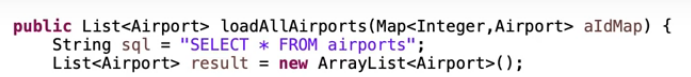 public List<Airport> loadAllAirports(Map<Integer,Airport> aIdMap) {
String sql = "SELECT * FROM airports";
List<Airport> result = new ArrayList<Airport>();